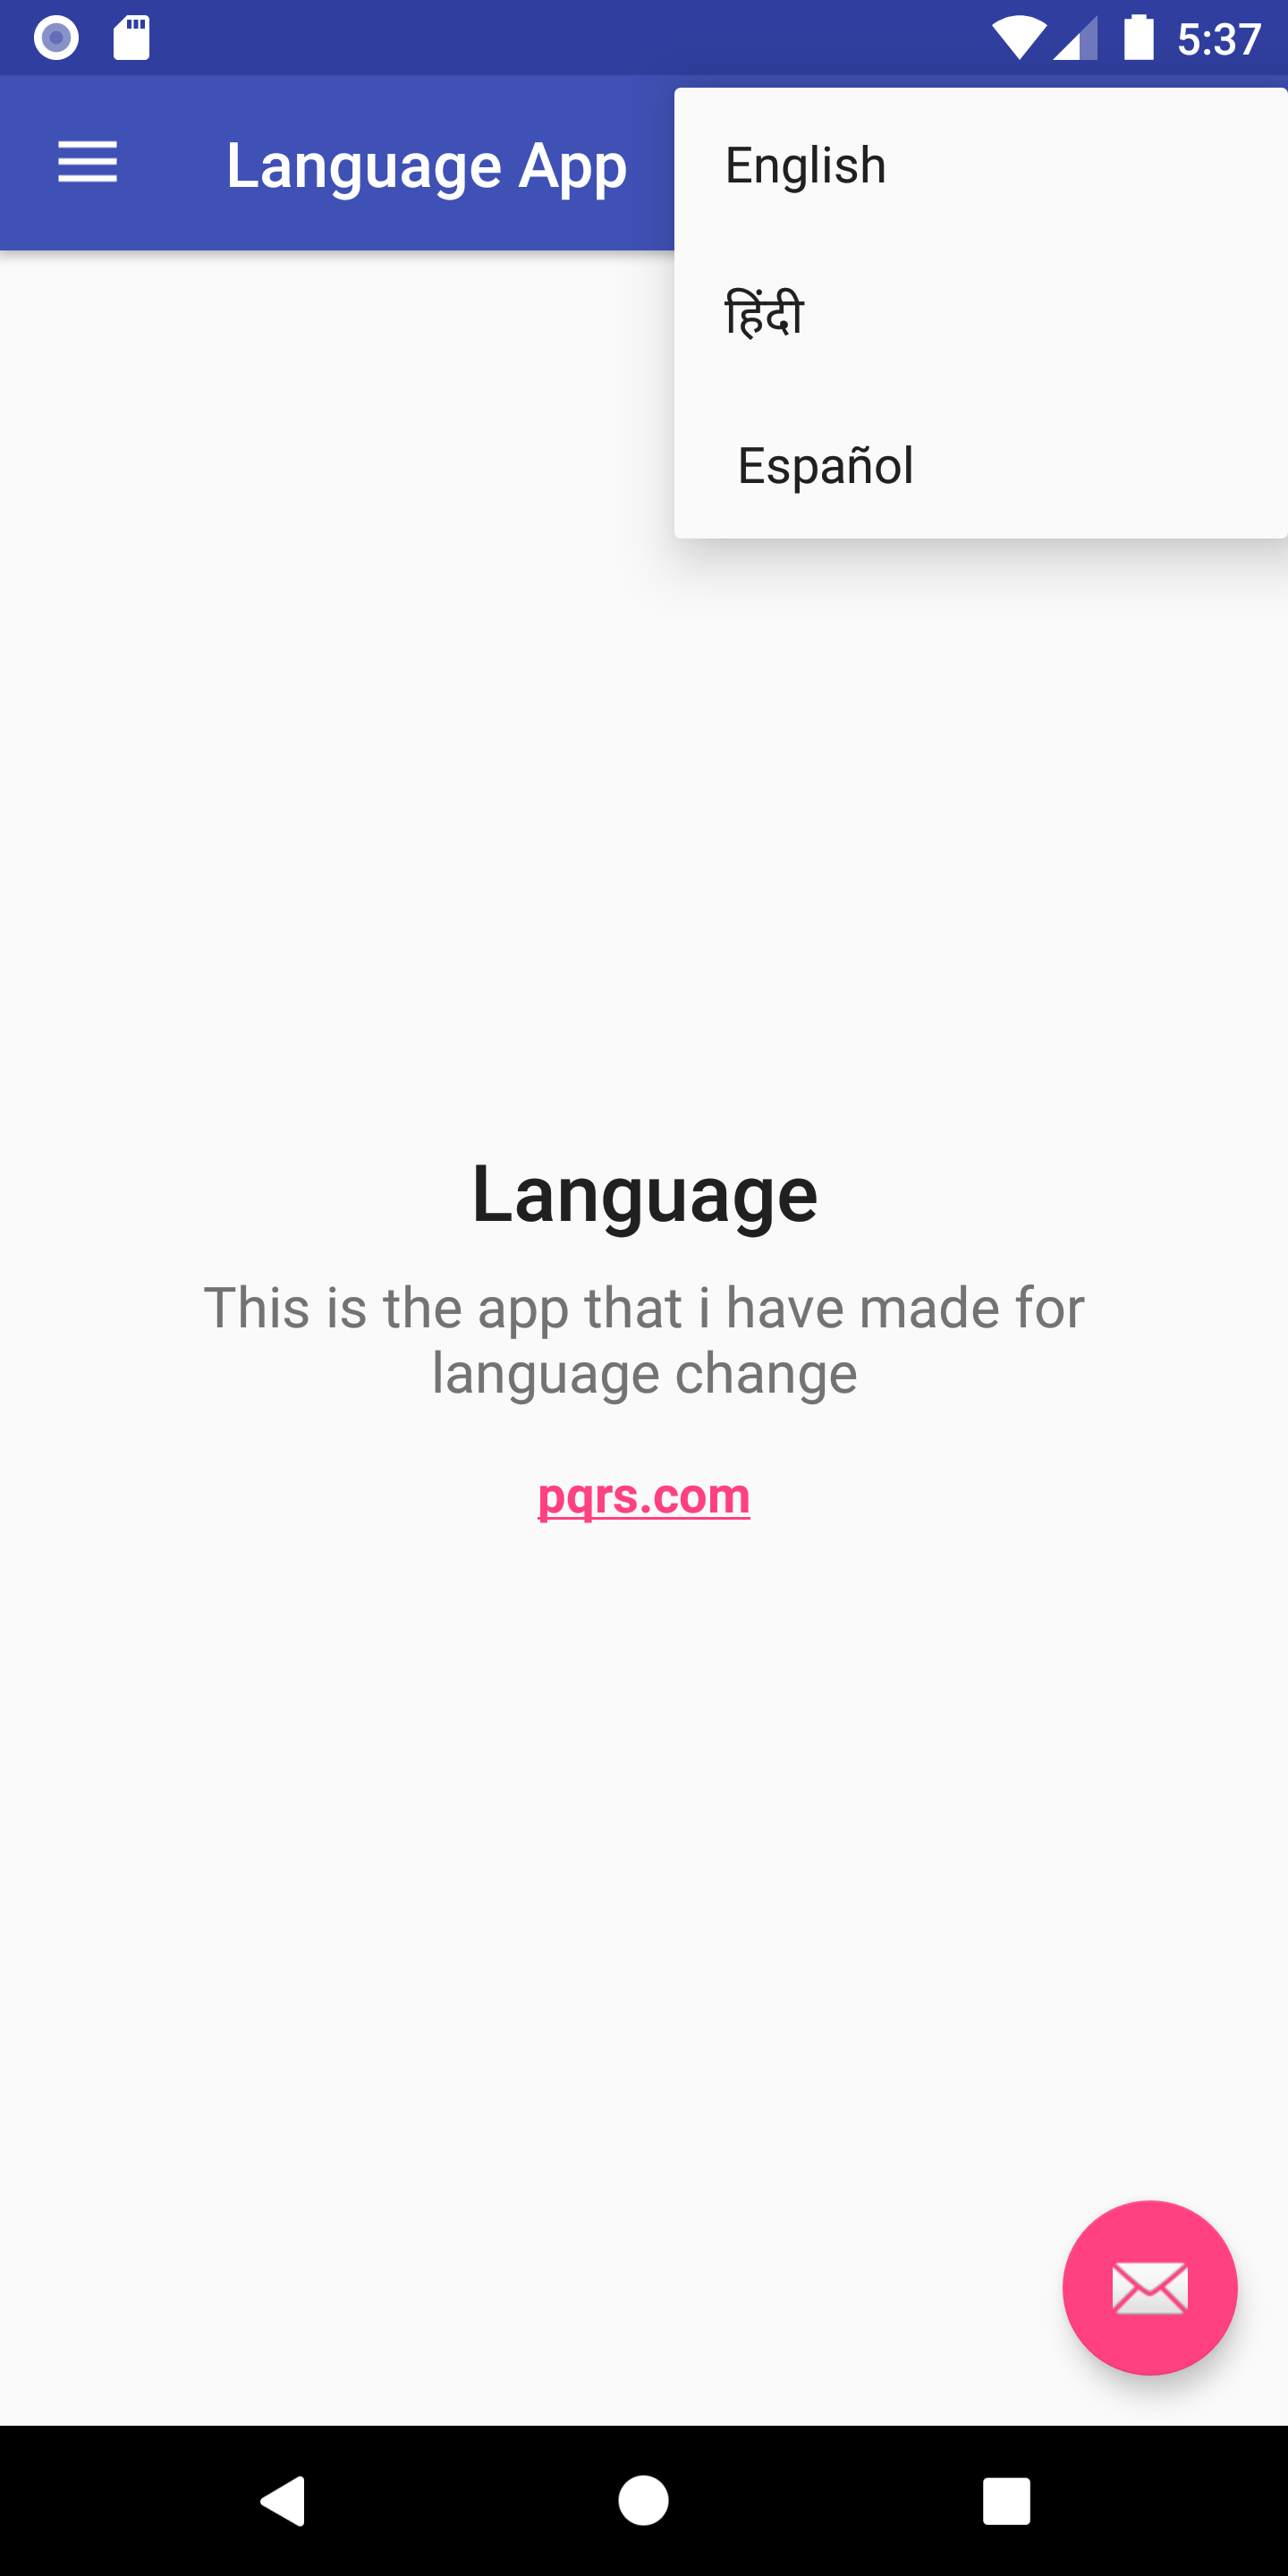 5:37
Language App
English
हिंदी
Español
Language
This is the app that i have made for
language change
pqrs.com